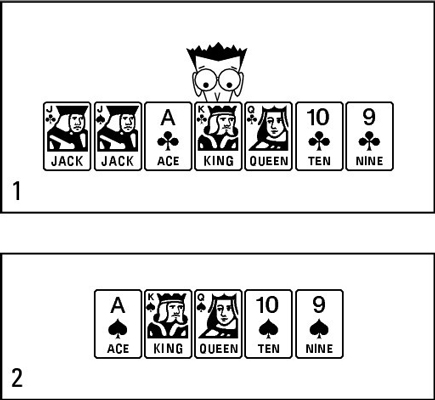 J J A K Q 10 9
JACK JACK ACE KING QUEEN TEN NINE
1
A K Q 10 9
ACE KING QUEEN TEN NINE
2